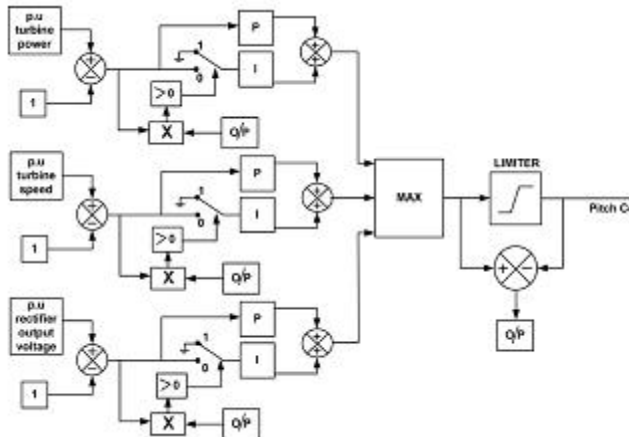 p.u
turbine
power
1
P
I
1
0
>0
X
O/P
p.u
turbine
speed
1
P
I
1
0
>0
X
O/P
p.u
rectifier
output
voltage
1
P
I
1
0
>0
X
O/P
MAX
LIMITER
Pitch C
O/P